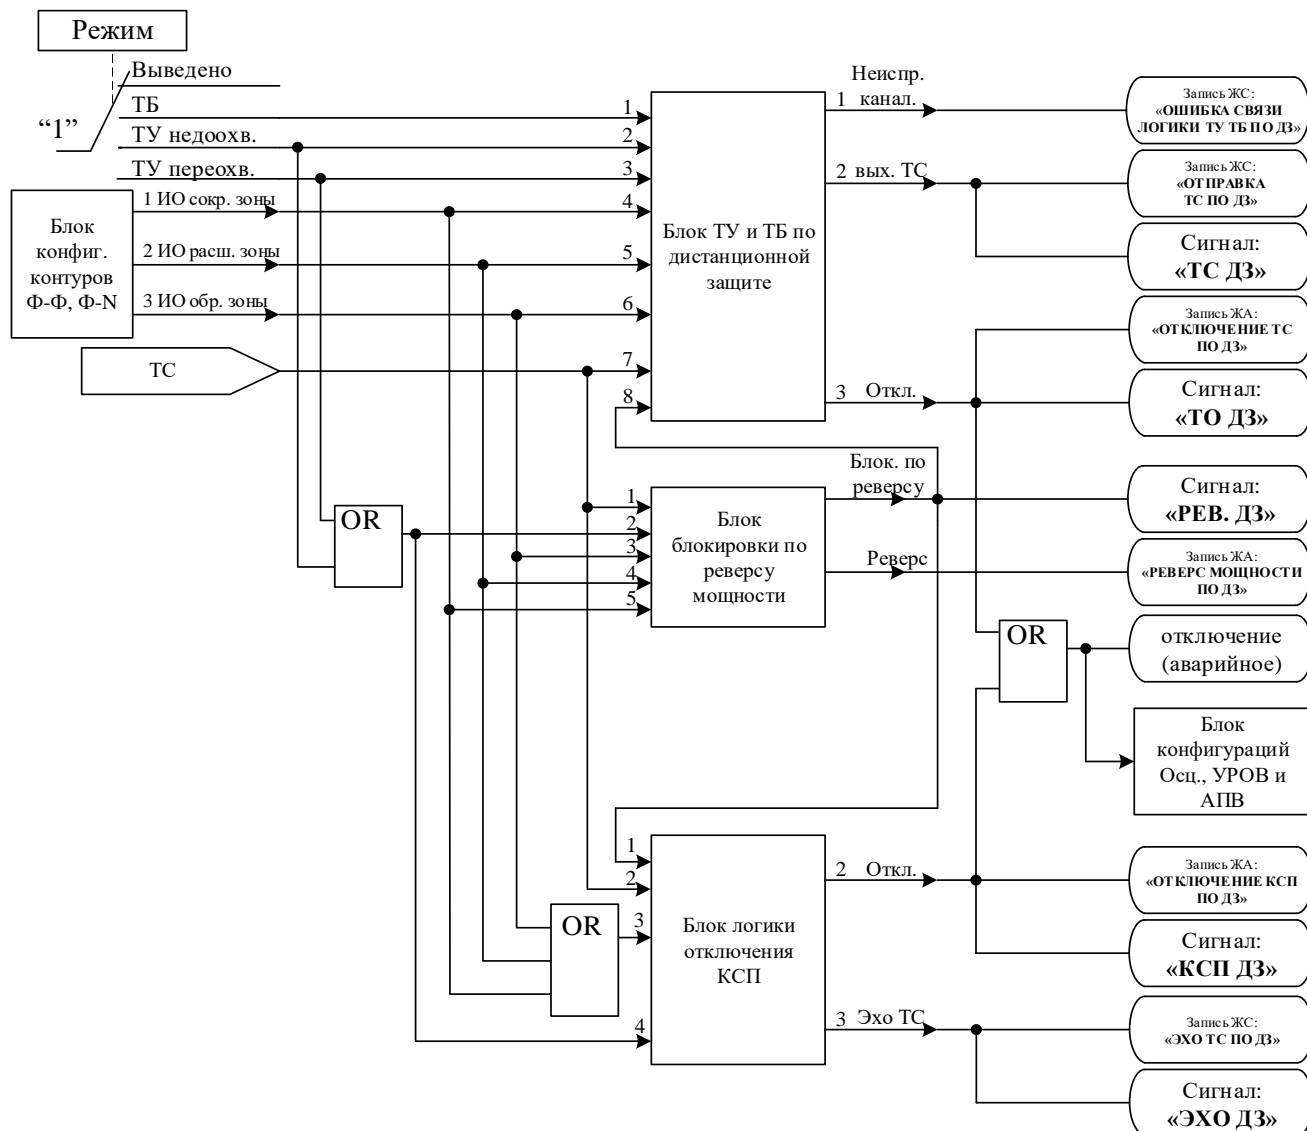 Режим
Выведено
ТБ
“1”
ТУ недоохв.
ТУ переохв.
Блок
конфиг.
контуров
Ф-Ф, Ф-N
1 ИО сокр. зоны
2 ИО расш. зоны
3 ИО обр. зоны
ТС
1
2
3
4
5
6
7
8
Блок ТУ и ТБ по
дистанционной
защите
Неиспр.
1 канал.
2 вых. ТС
3 Откл.
Запись ЖС:
«ОШИБКА СВЯЗИ
ЛОГИКИ ТУ ТБ ПО ДЗ»
Запись ЖС:
«ОТПРАВКА
ТС ПО ДЗ»
Сигнал:
«ТС ДЗ»
Запись ЖА:
«ОТКЛЮЧЕНИЕ ТС
ПО ДЗ»
Сигнал:
«ТО ДЗ»
OR
1
2
3
4
5
Блок
блокировки по
реверсу
мощности
Блок. по
реверсу
Реверс
Сигнал:
«РЕВ. ДЗ»
Запись ЖА:
«РЕВЕРС МОЩНОСТИ
ПО ДЗ»
OR
отключение
(аварийное)
Блок
конфигураций
Осц., УРОВ и
АПВ
OR
1
2
3
4
Блок логики
отключения
КСП
2 Откл.
3 Эхо ТС
Запись ЖА:
«ОТКЛЮЧЕНИЕ КСП
ПО ДЗ»
Сигнал:
«КСП ДЗ»
Запись ЖС:
«ЭХО ТС ПО ДЗ»
Сигнал:
«ЭХО ДЗ»